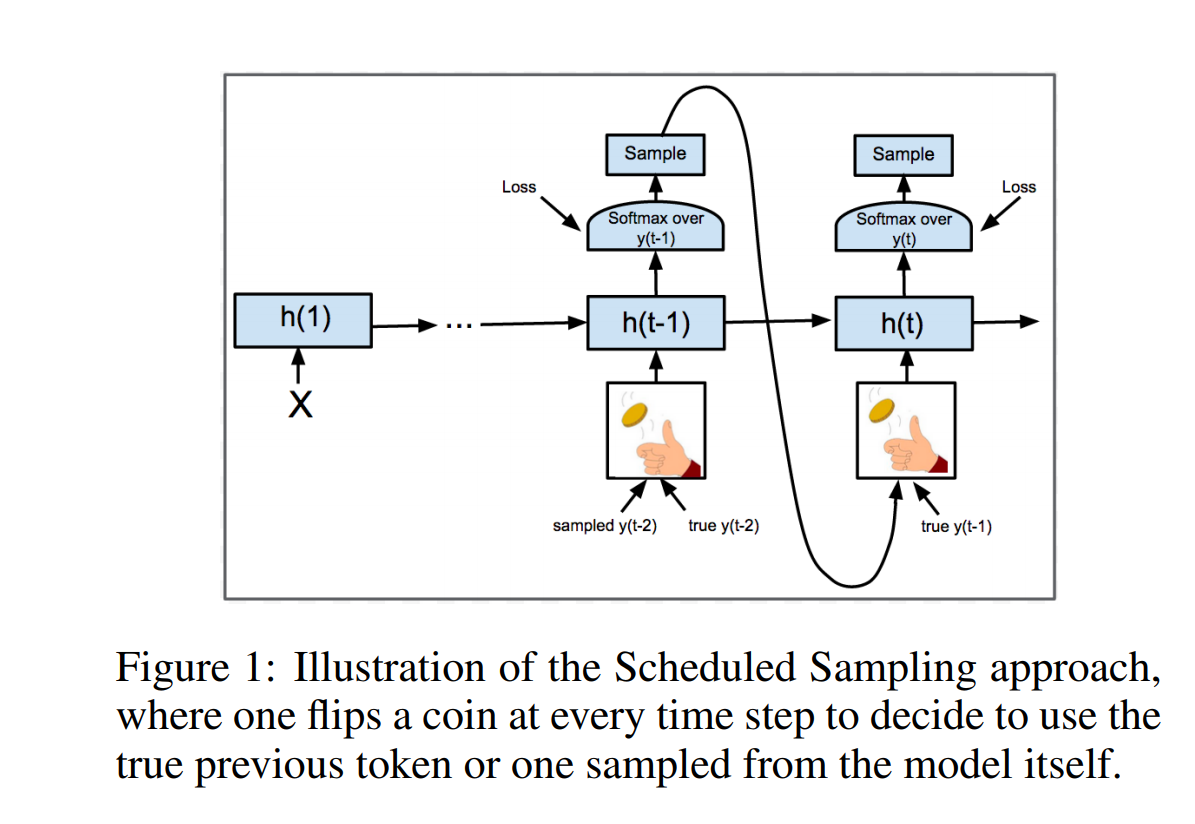 Sample
Sample
Loss
Loss
Softmax over
y(t-1)
Softmax over
y(t)
h(1)
...
h(t-1)
h(t)
X
sampled y(t-2)
true y(t-2)
true y(t-1)
Figure 1: Illustration of the Scheduled Sampling approach,
where one flips a coin at every time step to decide to use the
true previous token or one sampled from the model itself.